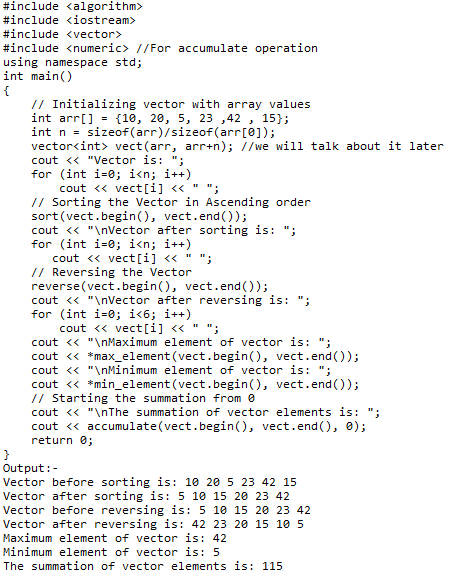 #include <algorithm>
#include <iostream>
#include <vector>
#include <numeric> //For accumulate operation
using namespace std;
int main()
{
    // Initializing vector with array values
    int arr[] = {10, 20, 5, 23 ,42 , 15};
    int n = sizeof(arr)/sizeof(arr[0]);
    vector<int> vect(arr, arr+n); //we will talk about it later
    cout << "Vector is: ";
    for (int i=0; i<n; i++)
        cout << vect[i] << " ";
    // Sorting the Vector in Ascending order
    sort(vect.begin(), vect.end());
    cout << "\nVector after sorting is: ";
    for (int i=0; i<n; i++)
       cout << vect[i] << " ";
    // Reversing the Vector
    reverse(vect.begin(), vect.end());
    cout << "\nVector after reversing is: ";
    for (int i=0; i<6; i++)
        cout << vect[i] << " ";
    cout << "\nMaximum element of vector is: ";
    cout << *max_element(vect.begin(), vect.end());
    cout << "\nMinimum element of vector is: ";
    cout << *min_element(vect.begin(), vect.end());
    // Starting the summation from 0
    cout << "\nThe summation of vector elements is: ";
    cout << accumulate(vect.begin(), vect.end(), 0);
    return 0;
}
Output:-
Vector before sorting is: 10 20 5 23 42 15
Vector after sorting is: 5 10 15 20 23 42
Vector before reversing is: 5 10 15 20 23 42
Vector after reversing is: 42 23 20 15 10 5
Maximum element of vector is: 42
Minimum element of vector is: 5
The summation of vector elements is: 115